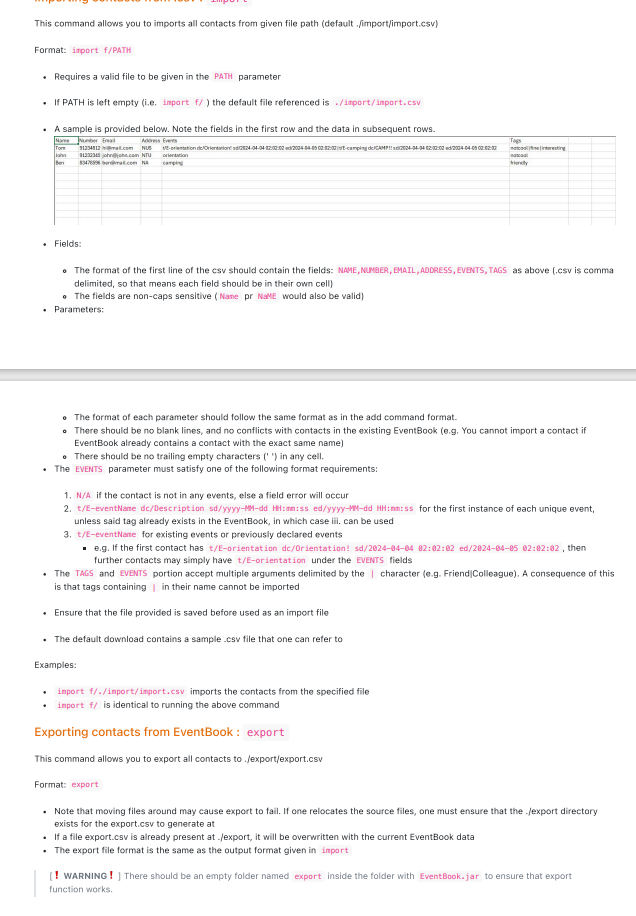 Importing contacts from .csv : import
This command allows you to imports all contacts from given file path (default ./import/import.csv)
Format: import f/PATH
Requires a valid file to be given in the PATH parameter
If PATH is left empty (i.e. import f/ ) the default file referenced is ./import/import.csv
A sample is provided below. Note the fields in the first row and the data in subsequent rows.
Name Number Email Address Events Tags
Tom 91234812 hi@mail.com NUS t/E-orientation dc/Orientation! sd/2024-04-04 02:02:02 ed/2024-04-05 02:02:02|t/E-camping dc/CAMP!! sd/2024-04-04 02:02:02 ed/2024-04-05 02:02:02 notcool|fine|interesting
John 91232345 john@john.com NTU orientation notcool
Ben 83476596 ben@mail.com NA camping friendly
Fields:
The format of the first line of the csv should contain the fields: NAME,NUMBER,EMAIL,ADDRESS,EVENTS,TAGS as above (.csv is comma
delimited, so that means each field should be in their own cell)
The fields are non-caps sensitive ( Name pr NaME would also be valid)
Parameters:
The format of each parameter should follow the same format as in the add command format.
There should be no blank lines, and no conflicts with contacts in the existing EventBook (e.g. You cannot import a contact if
EventBook already contains a contact with the exact same name)
There should be no trailing empty characters (' ') in any cell.
The EVENTS parameter must satisfy one of the following format requirements:
1. N/A if the contact is not in any events, else a field error will occur
2. t/E-eventName dc/Description sd/yyyy-MM-dd HH:mm:ss ed/yyyy-MM-dd HH:mm:ss for the first instance of each unique event,
unless said tag already exists in the EventBook, in which case iii. can be used
3. t/E-eventName for existing events or previously declared events
e.g. If the first contact has t/E-orientation dc/Orientation! sd/2024-04-04 02:02:02 ed/2024-04-05 02:02:02 , then
further contacts may simply have t/E-orientation under the EVENTS fields
The TAGS and EVENTS portion accept multiple arguments delimited by the | character (e.g. Friend|Colleague). A consequence of this
is that tags containing | in their name cannot be imported
Ensure that the file provided is saved before used as an import file
The default download contains a sample .csv file that one can refer to
Examples:
import f/./import/import.csv imports the contacts from the specified file
import f/ is identical to running the above command
Exporting contacts from EventBook : export
This command allows you to export all contacts to ./export/export.csv
Format: export
Note that moving files around may cause export to fail. If one relocates the source files, one must ensure that the ./export directory
exists for the export.csv to generate at
If a file export.csv is already present at ./export, it will be overwritten with the current EventBook data
The export file format is the same as the output format given in import
[❗ WARNING❗ ] There should be an empty folder named export inside the folder with EventBook.jar to ensure that export
function works.